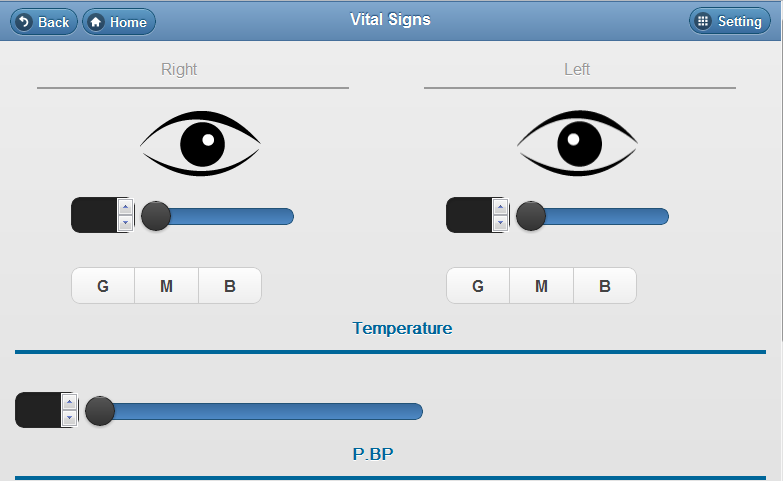 Back Home Vital Signs Setting
Right Left
G M B G M B
Temperature
P.BP